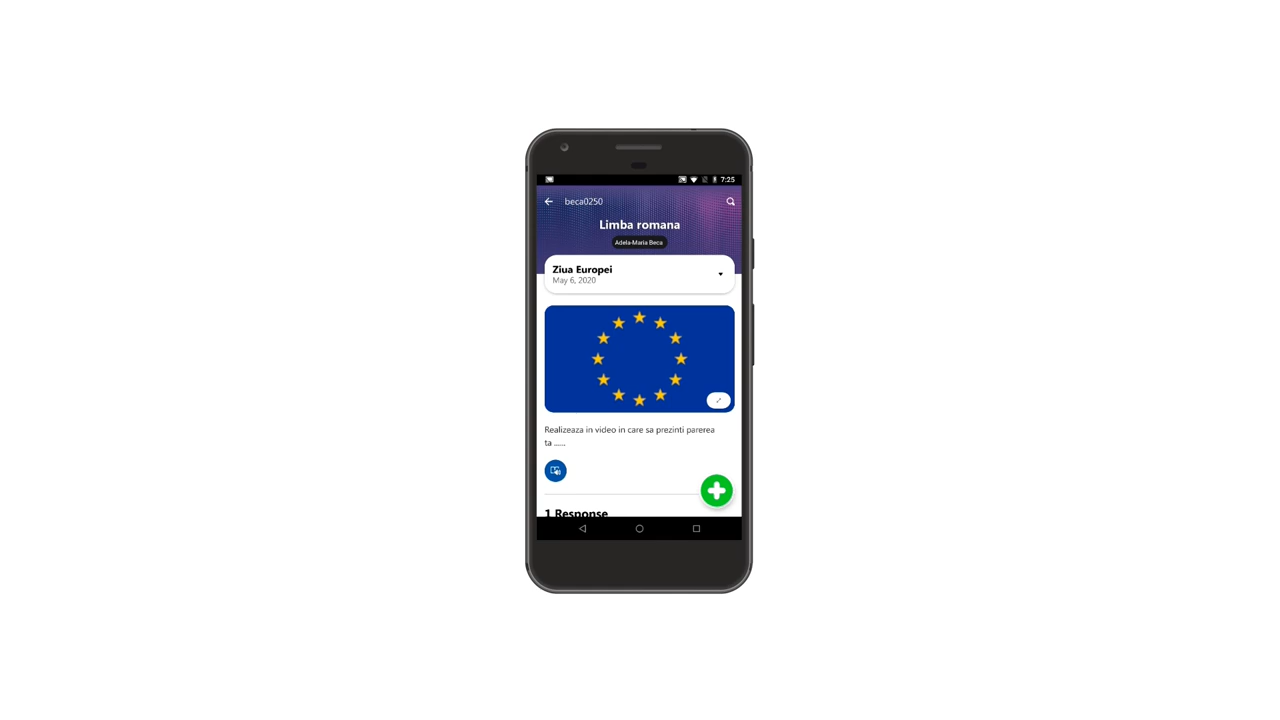 7:25
beca0250
Limba romana
Adela-Maria Beca
Ziua Europei
May 6, 2020
Realizeaza in video in care sa prezinti parerea
ta ......
1 Response